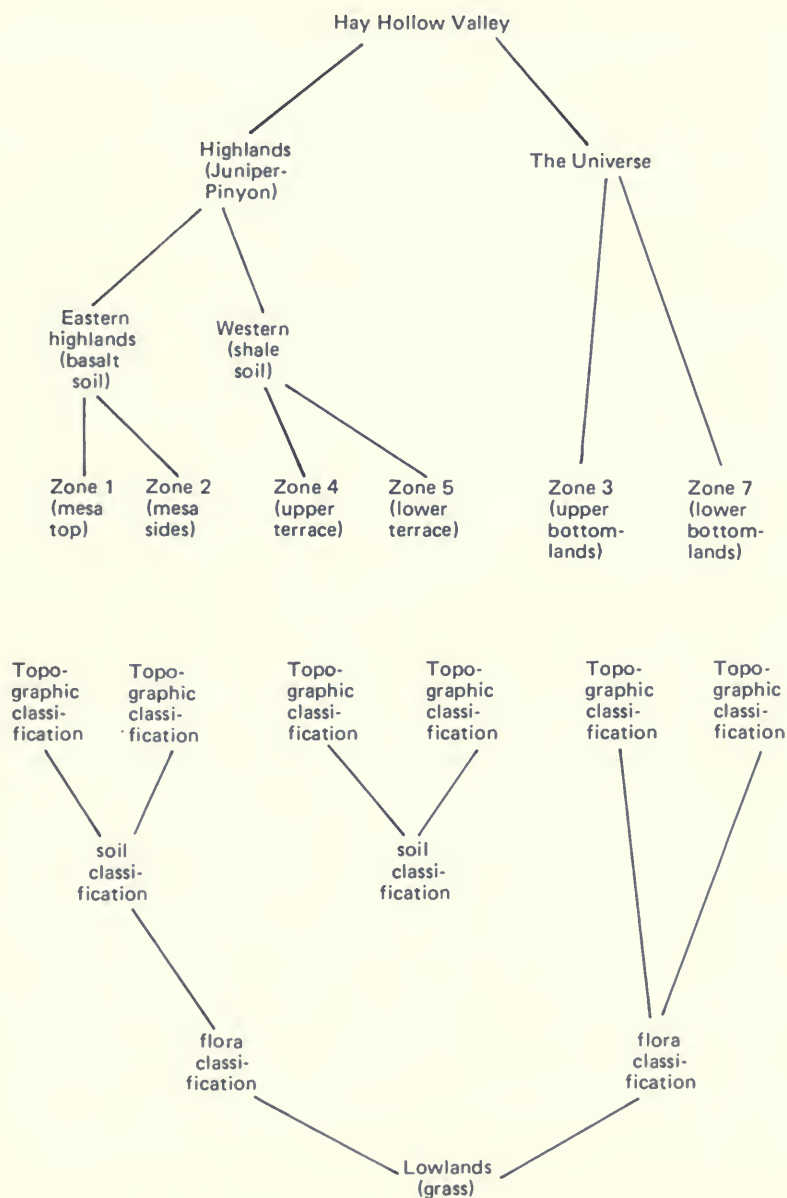 Hay Hollow Valley
Highlands
(Juniper-
Pinyon)
The Universe
Eastern
highlands
(basalt
soil)
Western
(shale
soil)
Zone 1
(mesa
top)
Zone 2
(mesa
sides)
Zone 4
(upper
terrace)
Zone 5
(lower
terrace)
Zone 3
(upper
bottom-
lands)
Zone 7
(lower
bottom-
lands)
Topo-
graphic
classi-
fication
Topo-
graphic
classi-
fication
Topo-
graphic
classi-
fication
Topo-
graphic
classi-
fication
Topo-
graphic
classi-
fication
Topo-
graphic
classi-
fication
soil
classi-
fication
soil
classi-
fication
flora
classi-
fication
flora
classi-
fication
Lowlands
(grass)